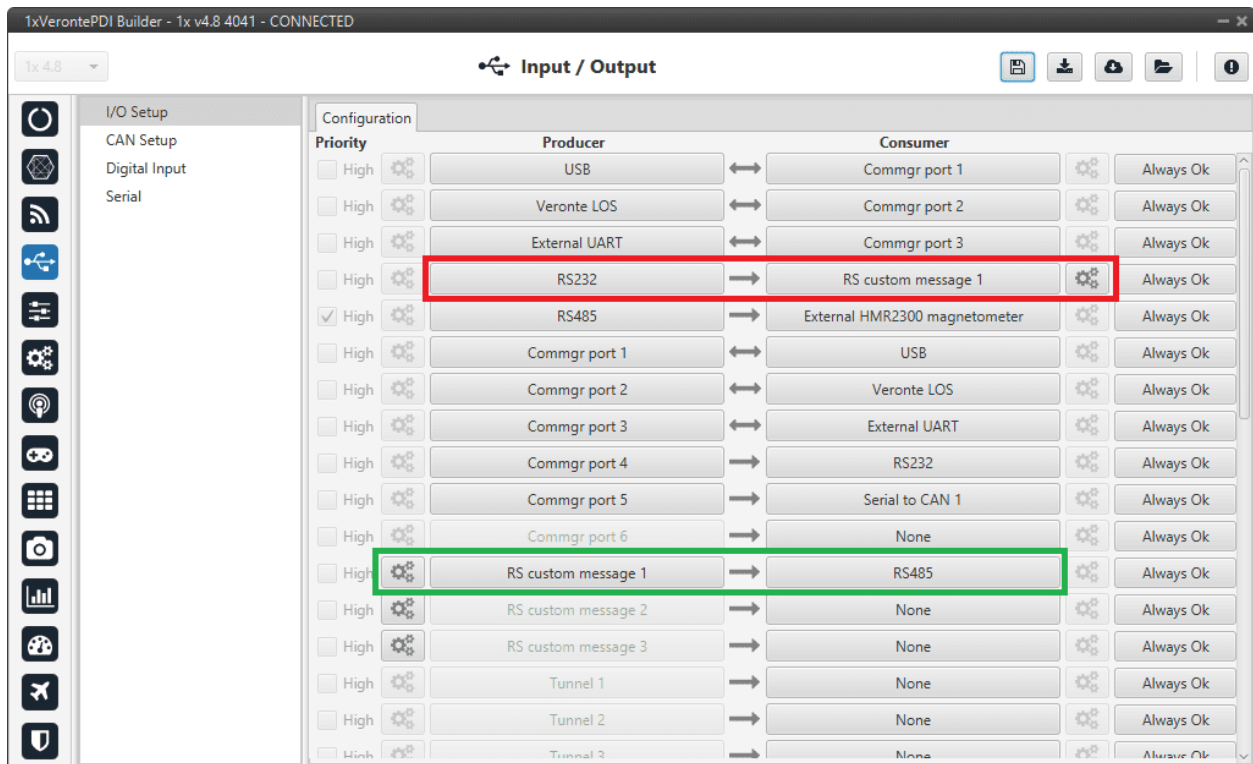 1xVerontePDI Builder - 1x v4.8 4041 - CONNECTED
1x 4.8
Input / Output
I/O Setup
CAN Setup
Digital Input
Serial
Configuration
Priority Producer Consumer
High USB Commgr port 1 Always Ok
High Veronte LOS Commgr port 2 Always Ok
High External UART Commgr port 3 Always Ok
High RS232 RS custom message 1 Always Ok
High RS485 External HMR2300 magnetometer Always Ok
High Commgr port 1 USB Always Ok
High Commgr port 2 Veronte LOS Always Ok
High Commgr port 3 External UART Always Ok
High Commgr port 4 RS232 Always Ok
High Commgr port 5 Serial to CAN 1 Always Ok
High Commgr port 6 None Always Ok
High RS custom message 1 RS485 Always Ok
High RS custom message 2 None Always Ok
High RS custom message 3 None Always Ok
High Tunnel 1 None Always Ok
High Tunnel 2 None Always Ok
High Tunnel 3 None Always Ok